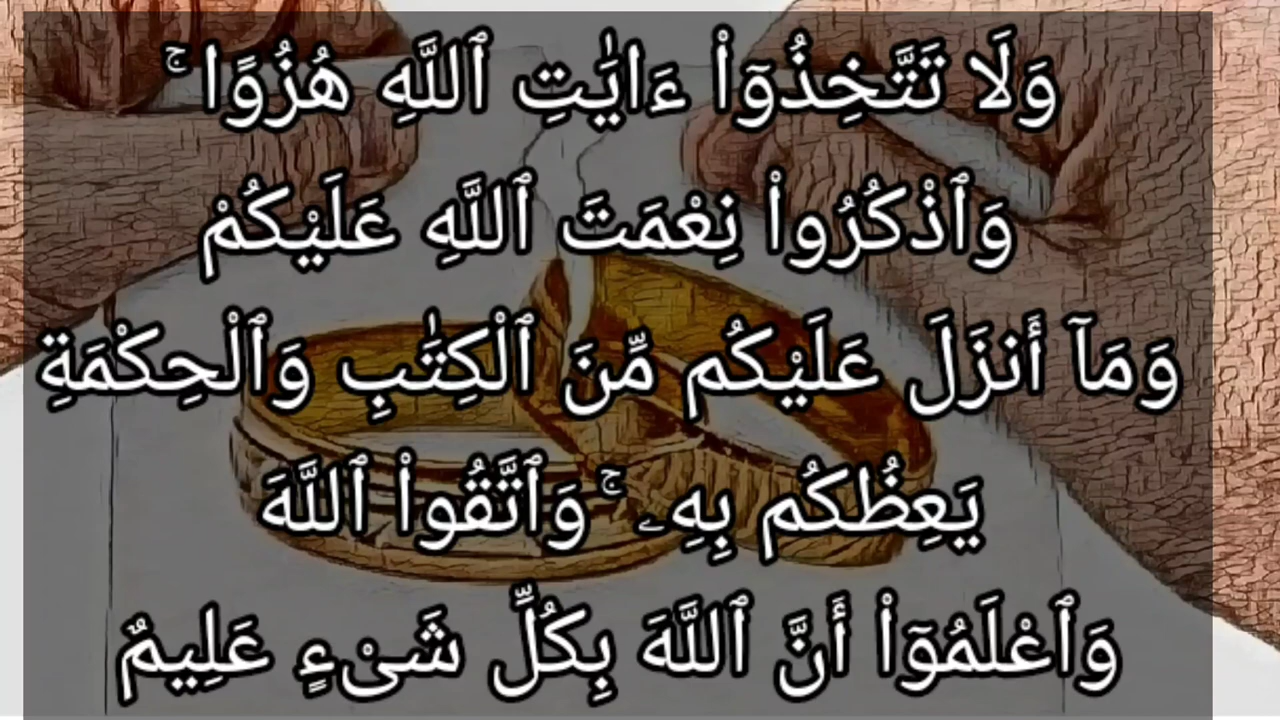 وَلَا تَتَّخِذُوٓا۟ ءَايَٰتِ ٱللَّهِ هُزُوًا ۚ
وَٱذْكُرُوا۟ نِعْمَتَ ٱللَّهِ عَلَيْكُمْ
وَمَآ أَنزَلَ عَلَيْكُم مِّنَ ٱلْكِتَٰبِ وَٱلْحِكْمَةِ
يَعِظُكُم بِهِۦ ۚ وَٱتَّقُوا۟ ٱللَّهَ
وَٱعْلَمُوٓا۟ أَنَّ ٱللَّهَ بِكُلِّ شَىْءٍ عَلِيمٌ